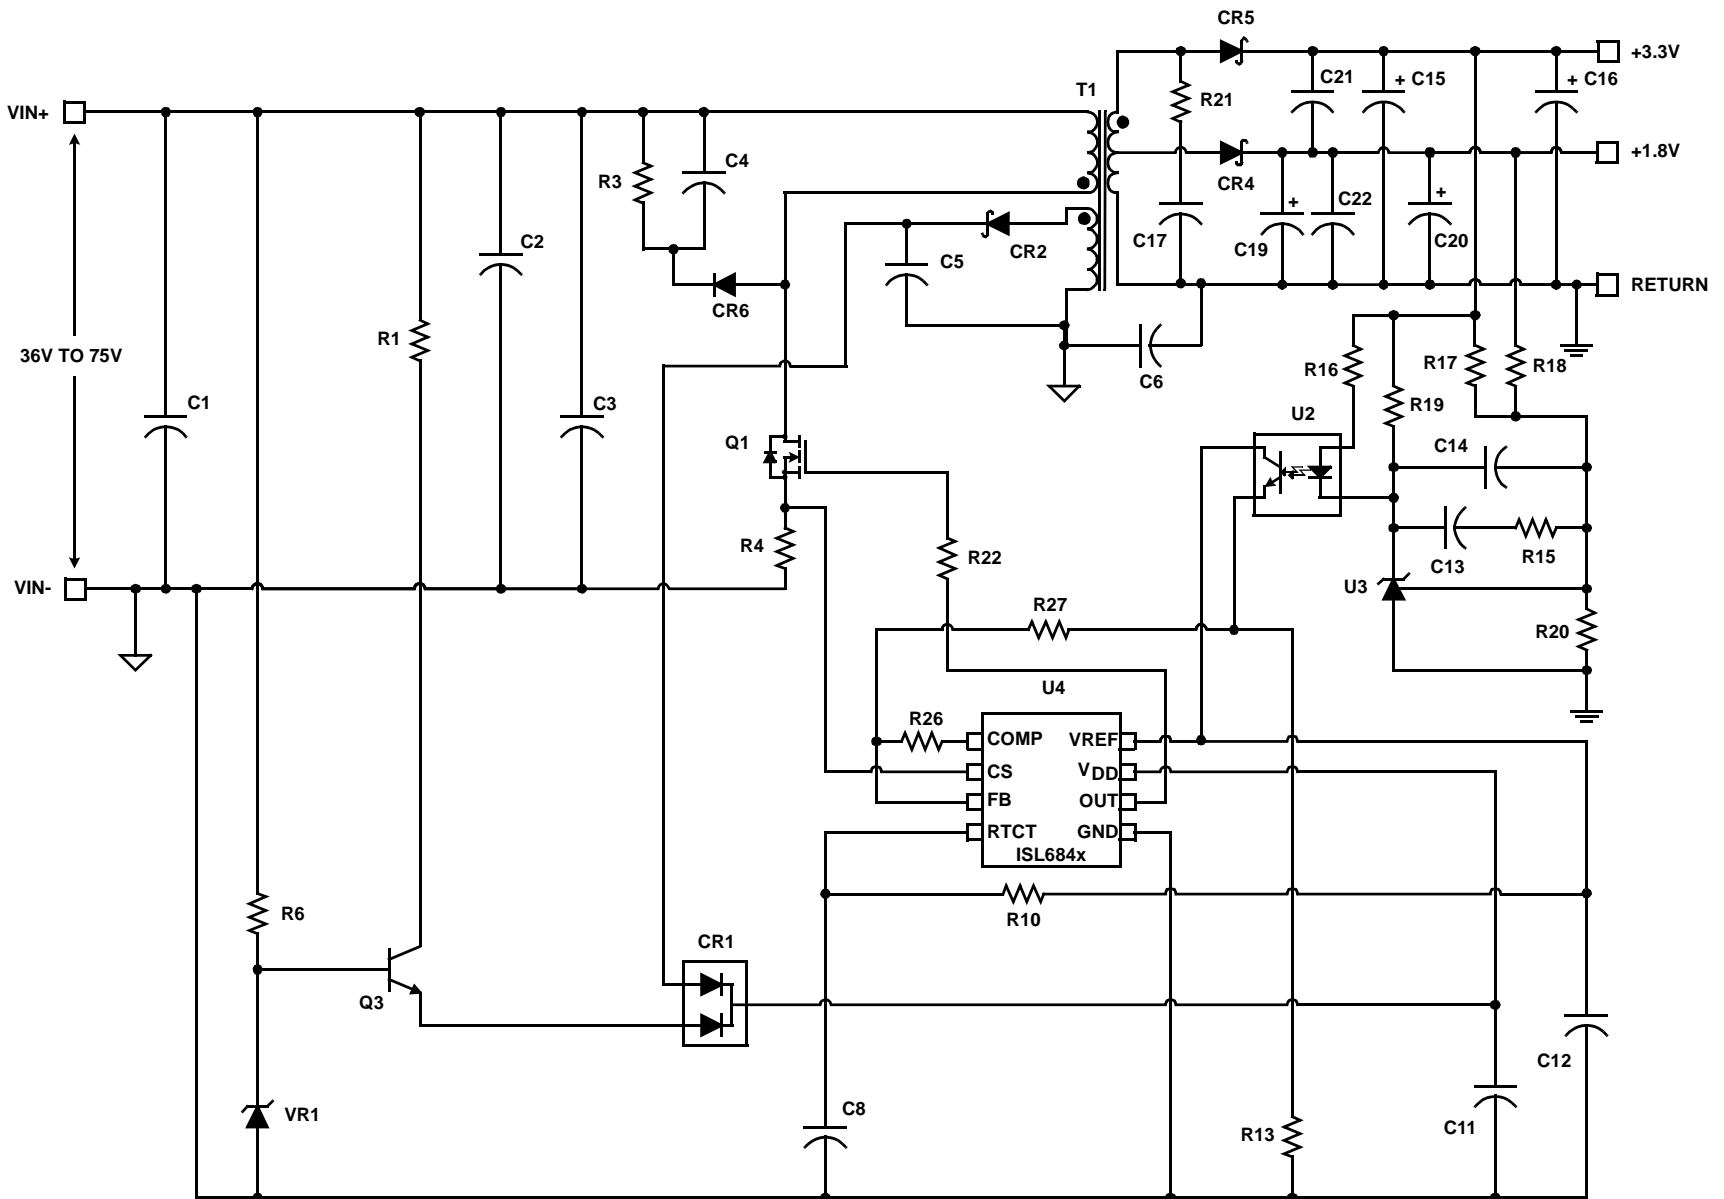 CR5
+3.3V
T1
R21
C21
+ C15
+ C16
VIN+
+1.8V
R3
C4
CR4
+
+
C17
C19
C22
C20
C2
C5
CR2
CR6
RETURN
R1
36V TO 75V
C6
R16
R17
R18
C1
C3
R19
U2
Q1
C14
R4
R22
C13
R15
VIN-
U3
R27
R20
U4
R26
COMP
VREF
CS
VDD
FB
OUT
RTCT
GND
ISL684x
R6
R10
CR1
Q3
C12
VR1
C8
C11
R13